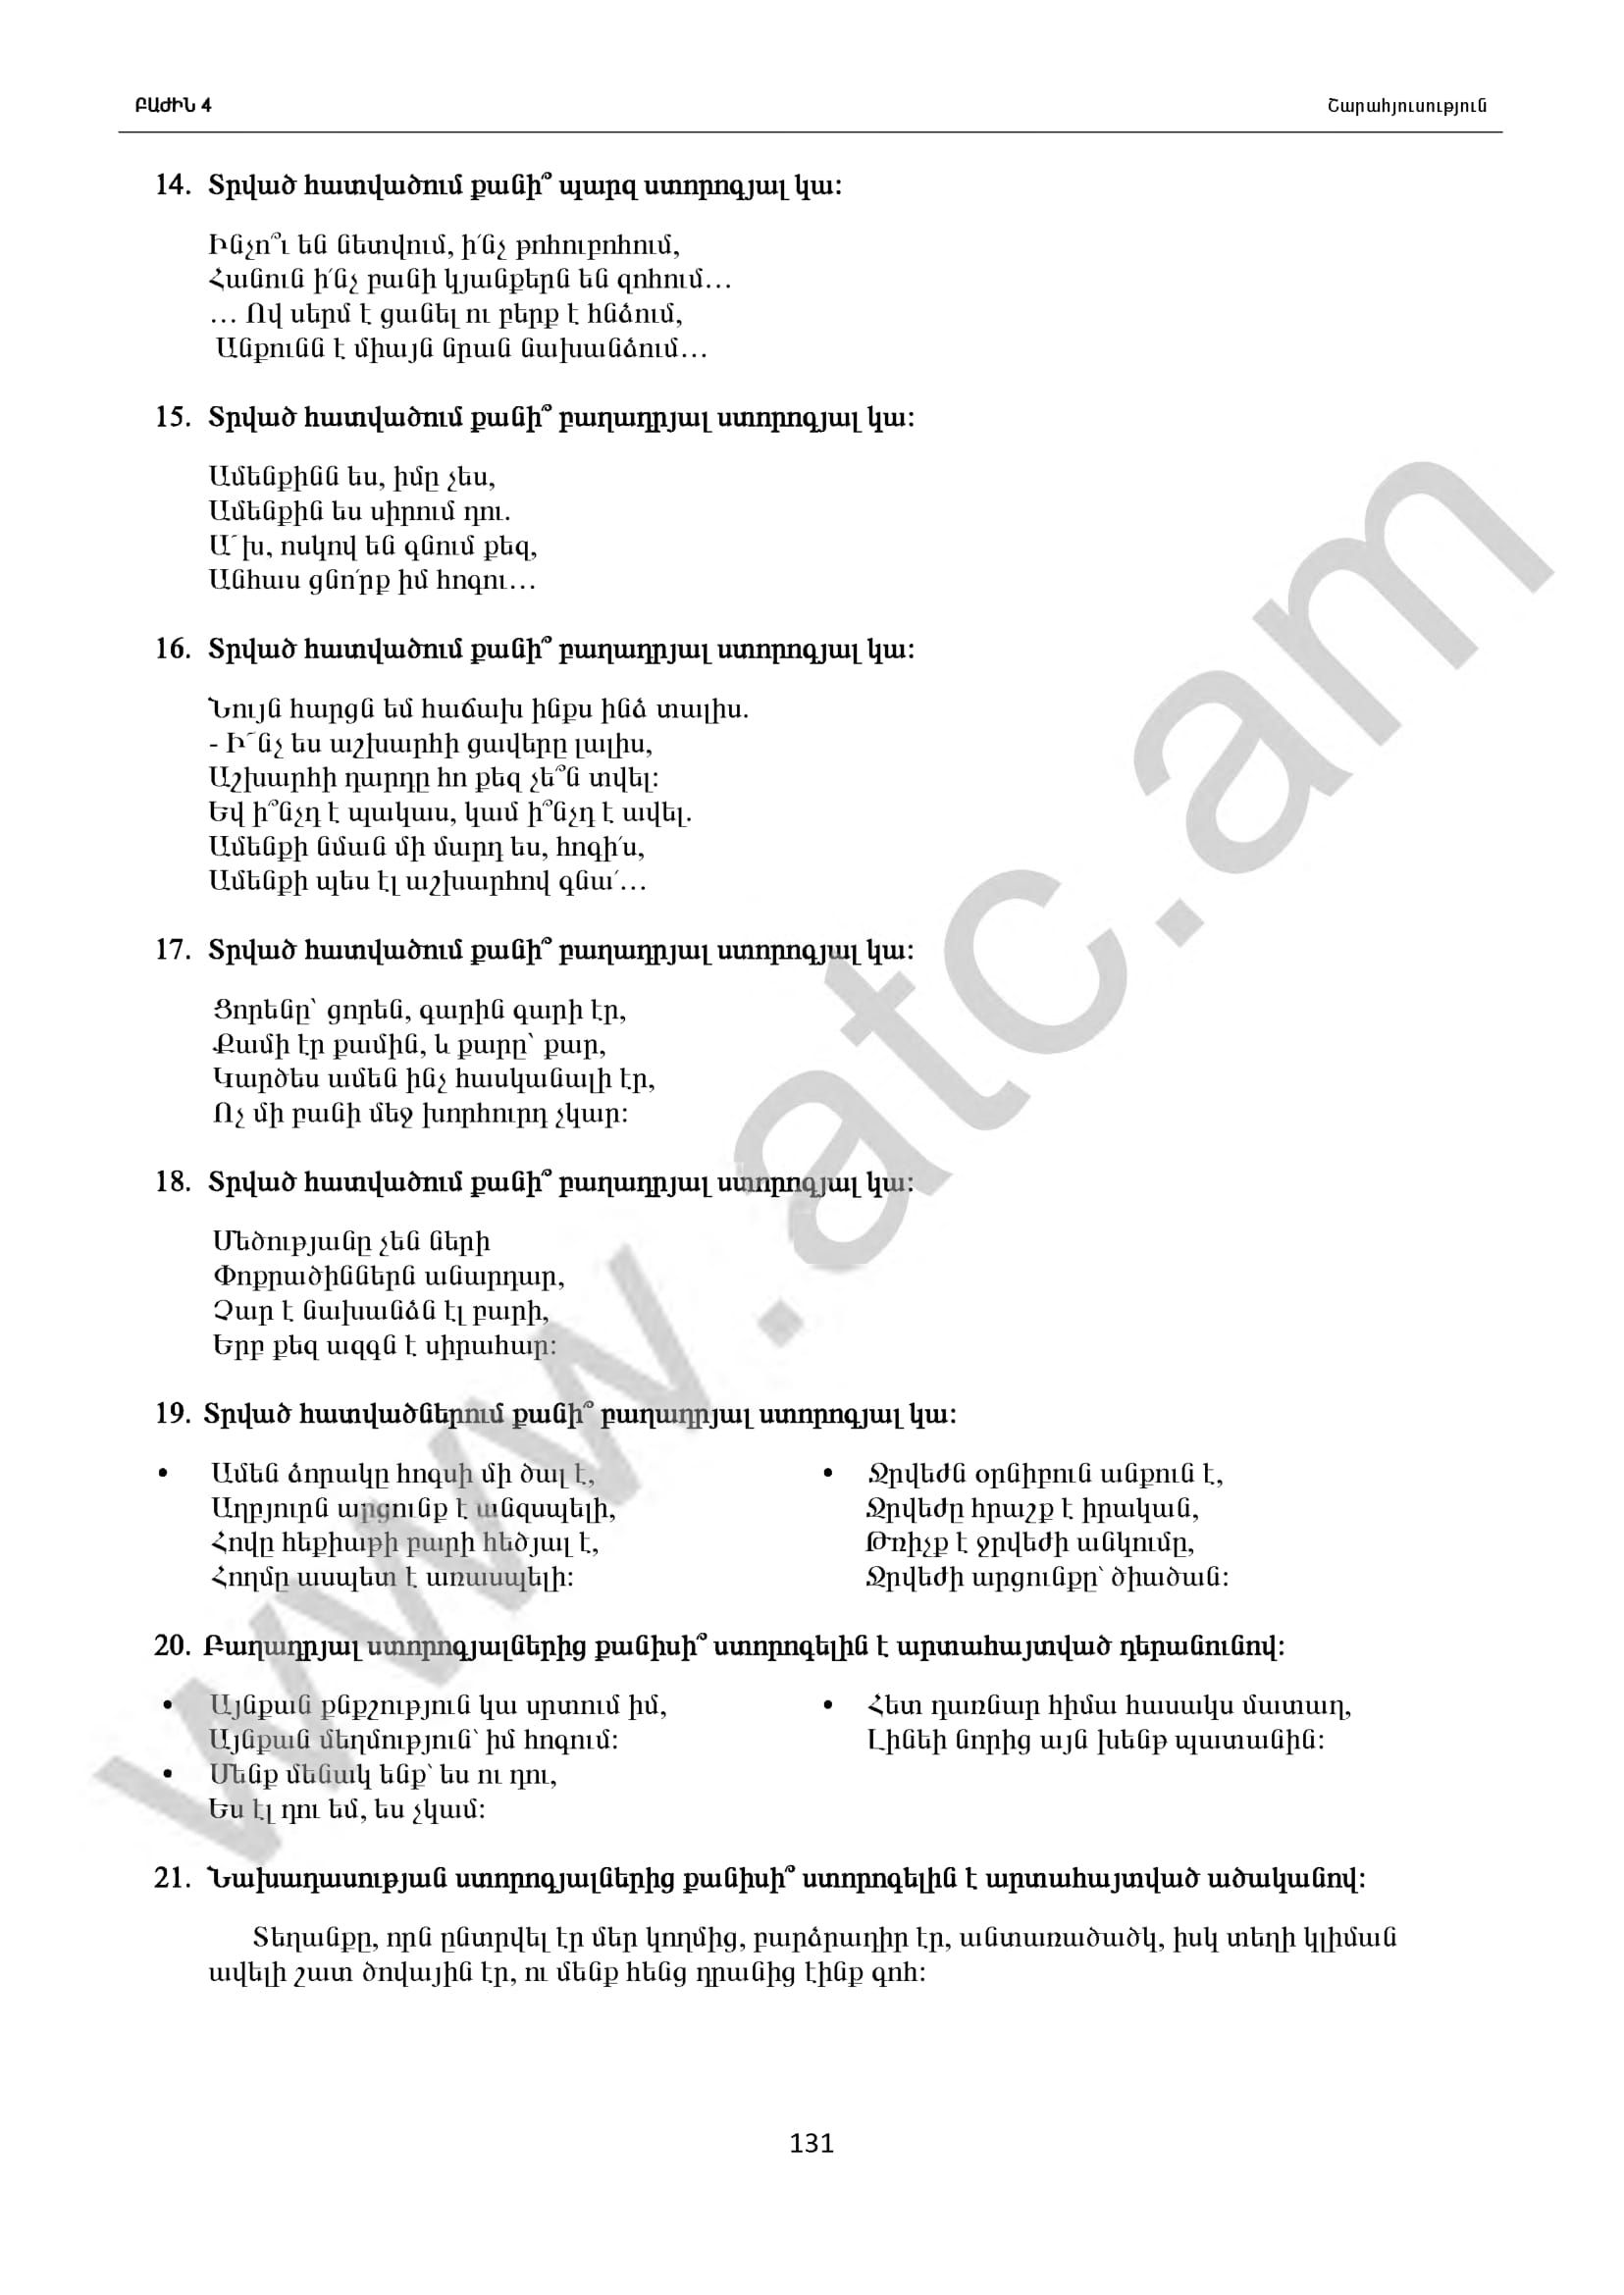 ԲԱԺԻՆ 4
Շարահյուսություն
14. Տրված հատվածում քանի՞ պարզ ստորոգյալ կա:
Ինչո՞ւ են նետվում, ի՛նչ թոհուբոհում,
Հանուն ի՛նչ բանի կյանքերն են զոհում…
… Ով սերմ է ցանել ու բերք է հնձում,
Անքունն է միայն նրան նախանձում…
15. Տրված հատվածում քանի՞ բաղադրյալ ստորոգյալ կա:
Ամենքինն ես, իմը չես,
Ամենքին ես սիրում դու.
Ա՜խ, ոսկով են գնում քեզ,
Անհաս ցնո՛րք իմ հոգու…
16. Տրված հատվածում քանի՞ բաղադրյալ ստորոգյալ կա:
Նույն հարցն եմ հաճախ ինքս ինձ տալիս.
- Ի՜նչ ես աշխարհի ցավերը լալիս,
Աշխարհի դարդը հո քեզ չե՞ն տվել:
Եվ ի՞նչդ է պակաս, կամ ի՞նչդ է ավել.
Ամենքի նման մի մարդ ես, հոգի՛ս,
Ամենքի պես էլ աշխարհով գնա՛…
17. Տրված հատվածում քանի՞ բաղադրյալ ստորոգյալ կա:
Ցորենը՝ ցորեն, գարին գարի էր,
Քամի էր քամին, և քարը՝ քար,
Կարծես ամեն ինչ հասկանալի էր,
Ոչ մի բանի մեջ խորհուրդ չկար:
18. Տրված հատվածում քանի՞ բաղադրյալ ստորոգյալ կա:
Մեծությանը չեն ների
Փոքրածիններն անարդար,
Չար է նախանձն էլ բարի,
Երբ քեզ ազգն է սիրահար:
19. Տրված հատվածներում քանի՞ բաղադրյալ ստորոգյալ կա:
• Ամեն ձորակը հոգսի մի ծալ է,
Աղբյուրն արցունք է անզսպելի,
Հովը հեքիաթի բարի հեծյալ է,
Հողմը ասպետ է առասպելի:
• Ջրվեժն օրնիբուն անքուն է,
Ջրվեժը հրաշք է իրական,
Թռիչք է ջրվեժի անկումը,
Ջրվեժի արցունքը՝ ծիածան:
20. Բաղադրյալ ստորոգյալներից քանիսի՞ ստորոգելին է արտահայտված դերանունով:
• Այնքան քնքշություն կա սրտում իմ,
Այնքան մեղմություն՝ իմ հոգում:
• Մենք մենակ ենք՝ ես ու դու,
Ես էլ դու եմ, ես չկամ:
• Հետ դառնար հիմա հասակս մատաղ,
Լինեի նորից այն խենթ պատանին:
21. Նախադասության ստորոգյալներից քանիսի՞ ստորոգելին է արտահայտված ածականով:
Տեղանքը, որն ընտրվել էր մեր կողմից, բարձրադիր էր, անտառածածկ, իսկ տեղի կլիման
ավելի շատ ծովային էր, ու մենք հենց դրանից էինք գոհ:
131
www.atc.am